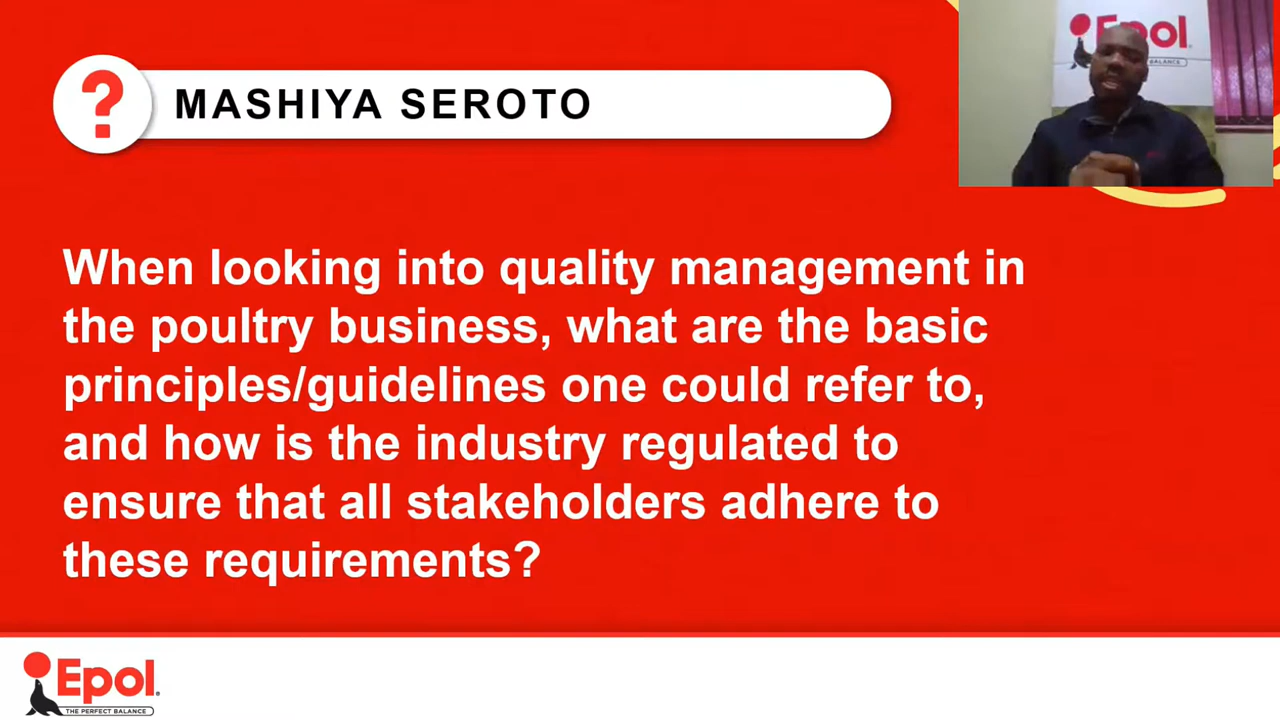 ?
MASHIYA SEROTO
Epol
BALANCE
When looking into quality management in
the poultry business, what are the basic
principles/guidelines one could refer to,
and how is the industry regulated to
ensure that all stakeholders adhere to
these requirements?
Epol
THE PERFECT BALANCE